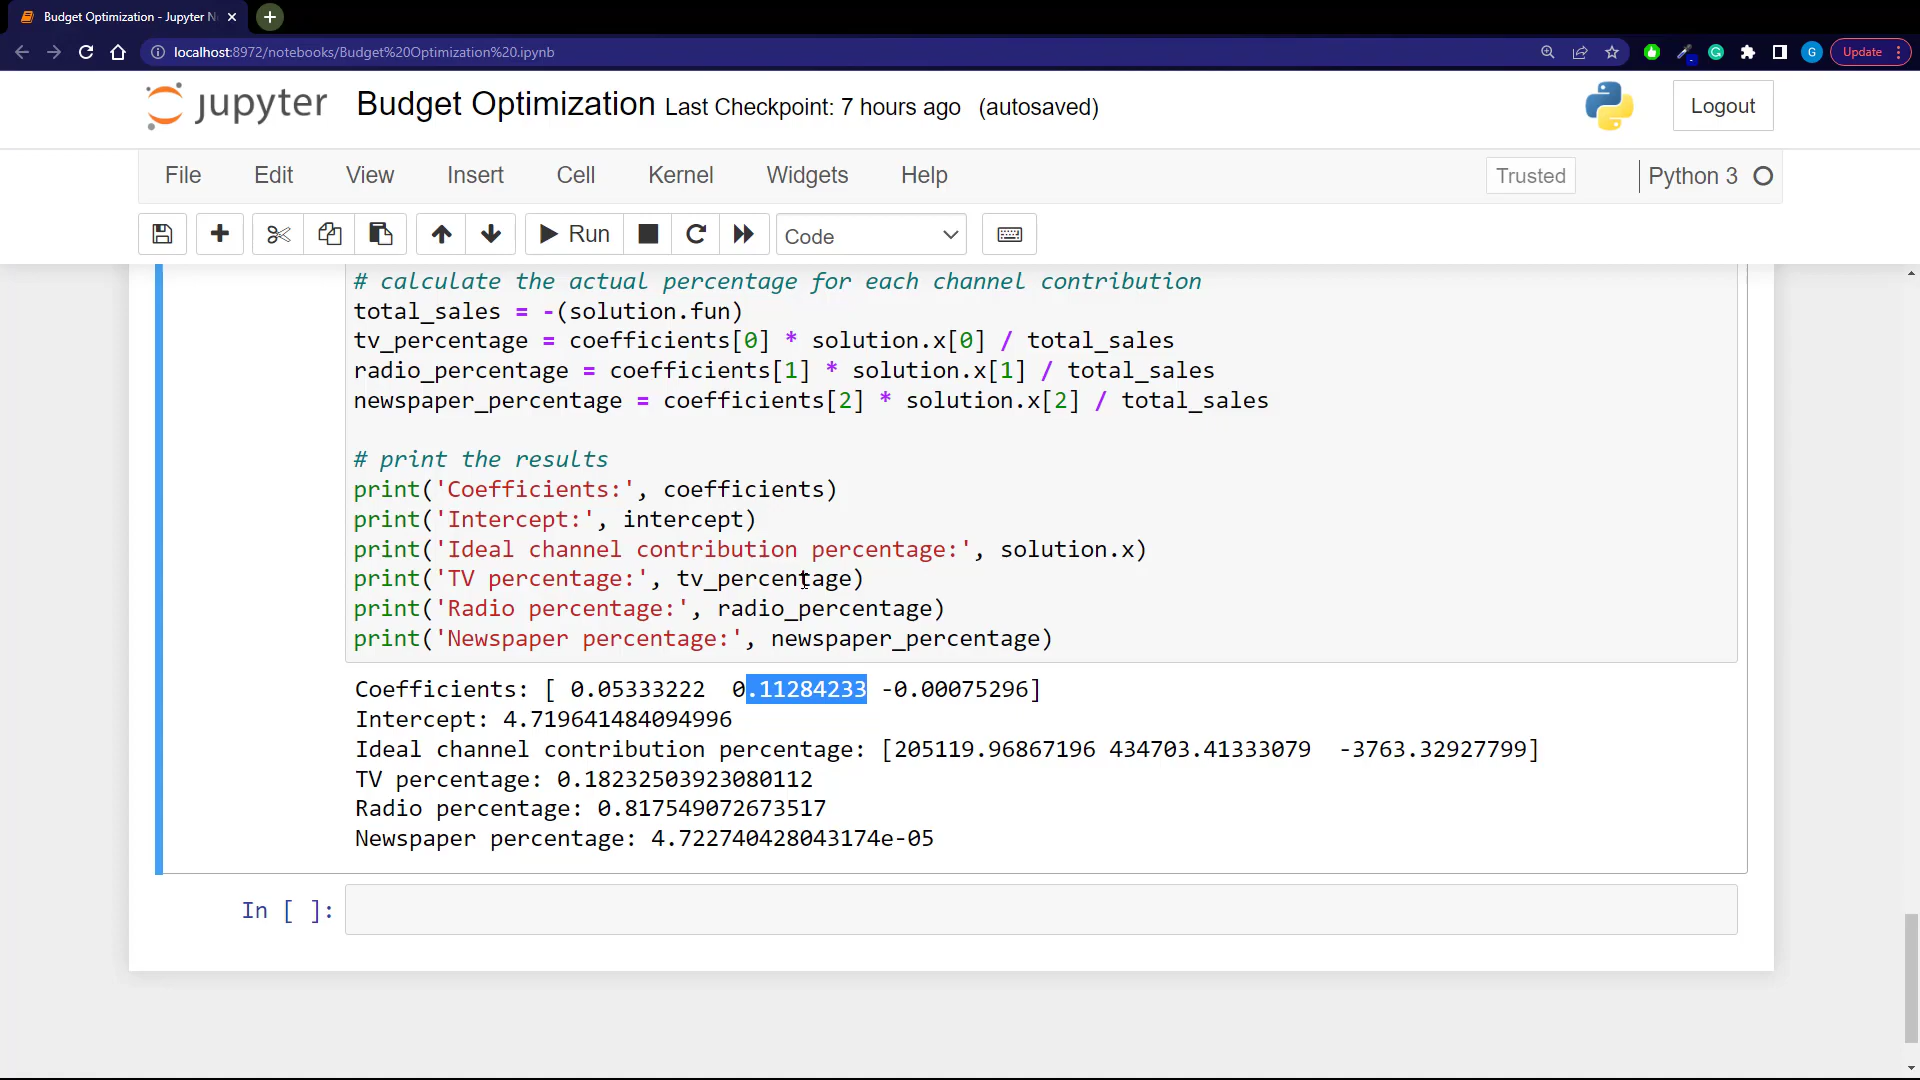 Budget Optimization - Jupyter N
localhost:8972/notebooks/Budget%20Optimization%20.ipynb
G
Update
jupyter Budget Optimization Last Checkpoint: 7 hours ago (autosaved)
Logout
File Edit View Insert Cell Kernel Widgets Help
Trusted
Python 3
Run
Code
# calculate the actual percentage for each channel contribution
total_sales = -(solution.fun)
tv_percentage = coefficients[0] * solution.x[0] / total_sales
radio_percentage = coefficients[1] * solution.x[1] / total_sales
newspaper_percentage = coefficients[2] * solution.x[2] / total_sales
# print the results
print('Coefficients:', coefficients)
print('Intercept:', intercept)
print('Ideal channel contribution percentage:', solution.x)
print('TV percentage:', tv_percentage)
print('Radio percentage:', radio_percentage)
print('Newspaper percentage:', newspaper_percentage)
Coefficients: [ 0.05333222  0.11284233 -0.00075296]
Intercept: 4.719641484094996
Ideal channel contribution percentage: [205119.96867196 434703.41333079  -3763.32927799]
TV percentage: 0.18232503923080112
Radio percentage: 0.817549072673517
Newspaper percentage: 4.722740428043174e-05
In [ ]: